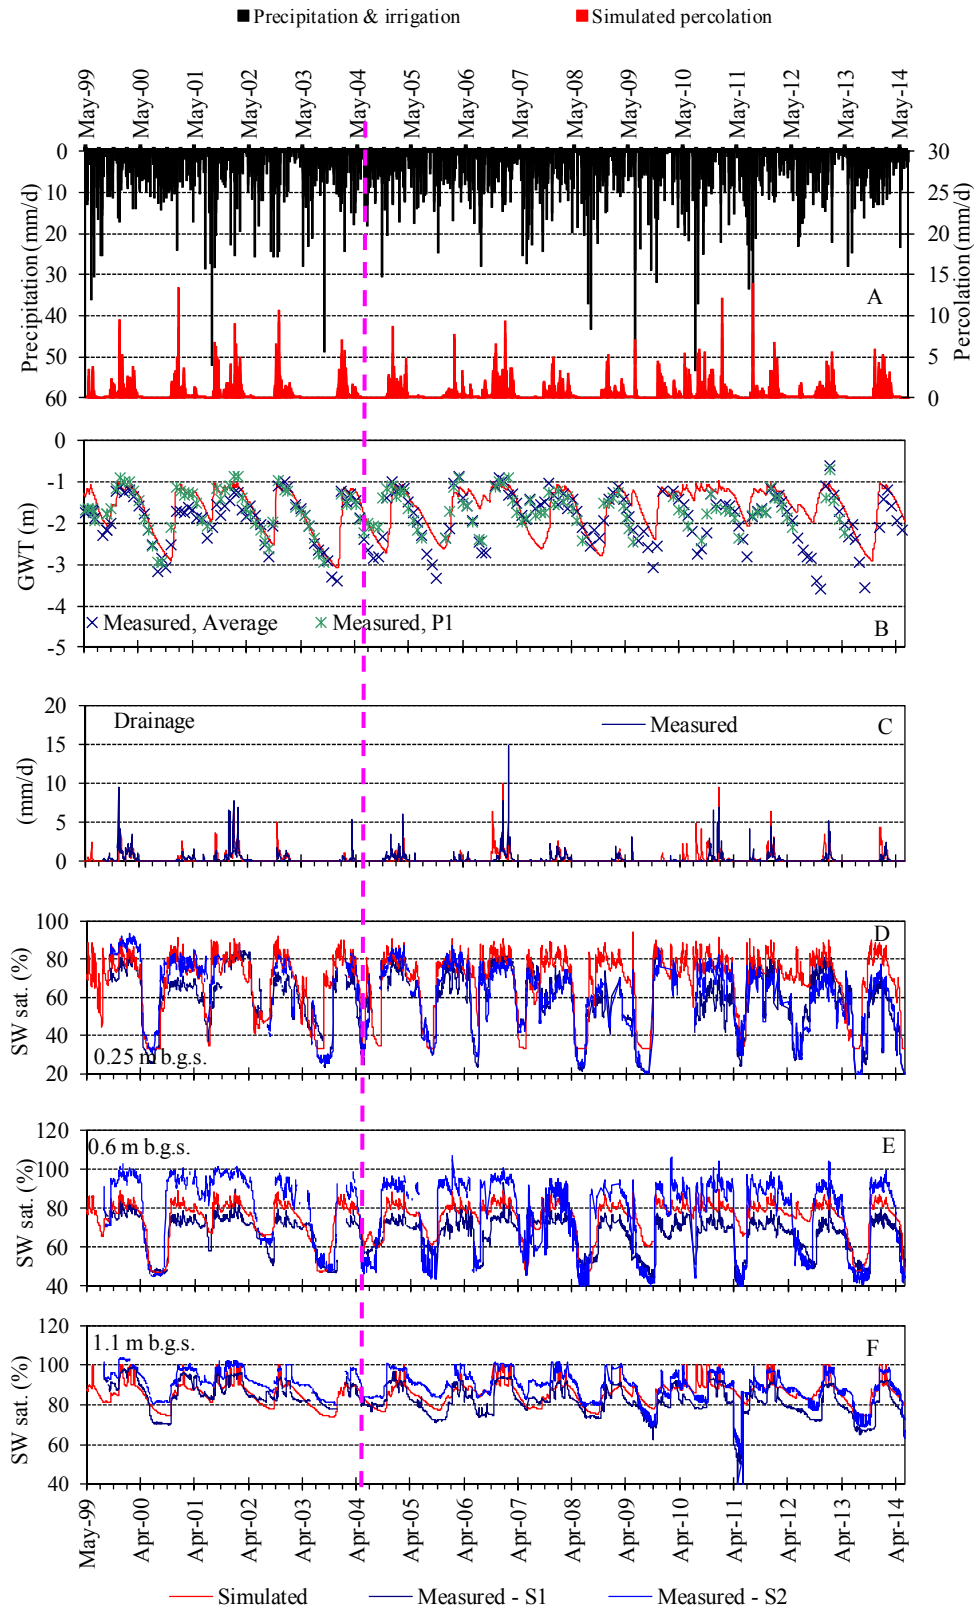 Precipitation & irrigation Simulated percolation
May-99 May-00 May-01 May-02 May-03 May-04 May-05 May-06 May-07 May-08 May-09 May-10 May-11 May-12 May-13 May-14
Precipitation (mm/d)
0 10 20 30 40 50 60
30 25 20 15 10 5 0
Percolation (mm/d)
A
GWT (m)
0 -1 -2 -3 -4 -5
Measured, Average Measured, P1
B
(mm/d)
20 15 10 5 0
Drainage Measured C
SW sat. (%)
100 80 60 40 20
D
0.25 m b.g.s.
SW sat. (%)
120 100 80 60 40
0.6 m b.g.s. E
SW sat. (%)
120 100 80 60 40
1.1 m b.g.s. F
May-99 Apr-00 Apr-01 Apr-02 Apr-03 Apr-04 Apr-05 Apr-06 Apr-07 Apr-08 Apr-09 Apr-10 Apr-11 Apr-12 Apr-13 Apr-14
Simulated Measured - S1 Measured - S2